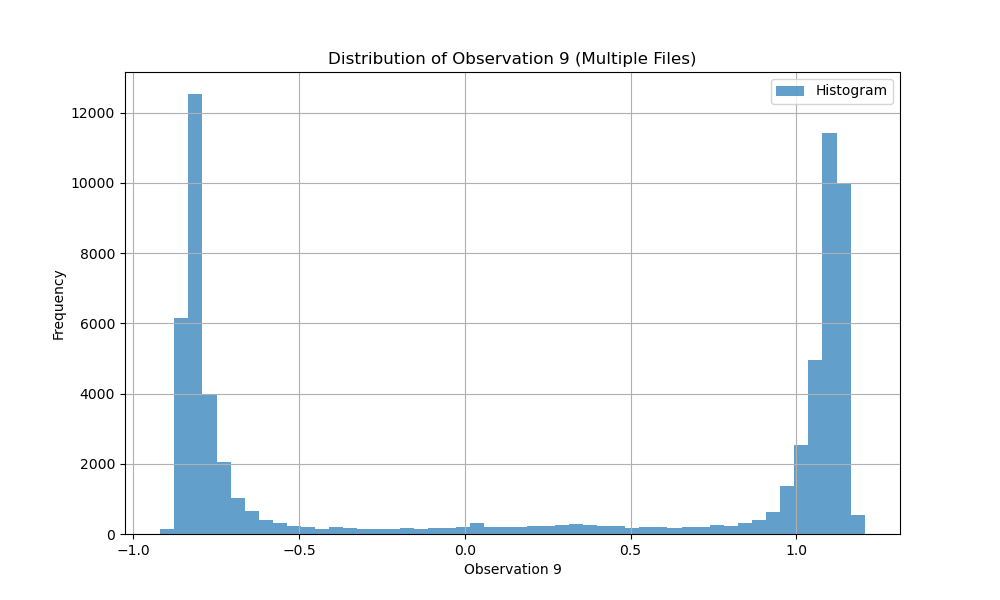 Distribution of Observation 9 (Multiple Files)
Histogram
12000
10000
8000
6000
4000
2000
0
Frequency
−1.0 −0.5 0.0 0.5 1.0
Observation 9